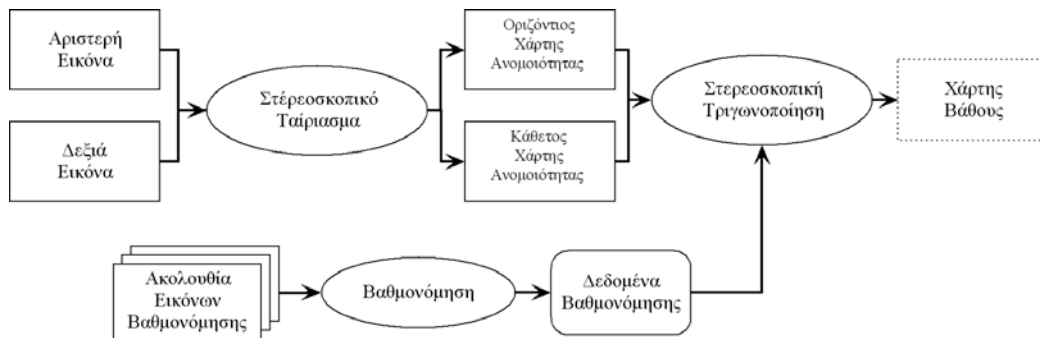 Αριστερή
Εικόνα
Δεξιά
Εικόνα
Στέρεοσκοπικό
Ταίριασμα
Οριζόντιος
Χάρτης
Ανομοιότητας
Κάθετος
Χάρτης
Ανομοιότητας
Στερεοσκοπική
Τριγωνοποίηση
Χάρτης
Βάθους
Ακολουθία
Εικόνων
Βαθμονόμησης
Βαθμονόμηση
Δεδομένα
Βαθμονόμησης